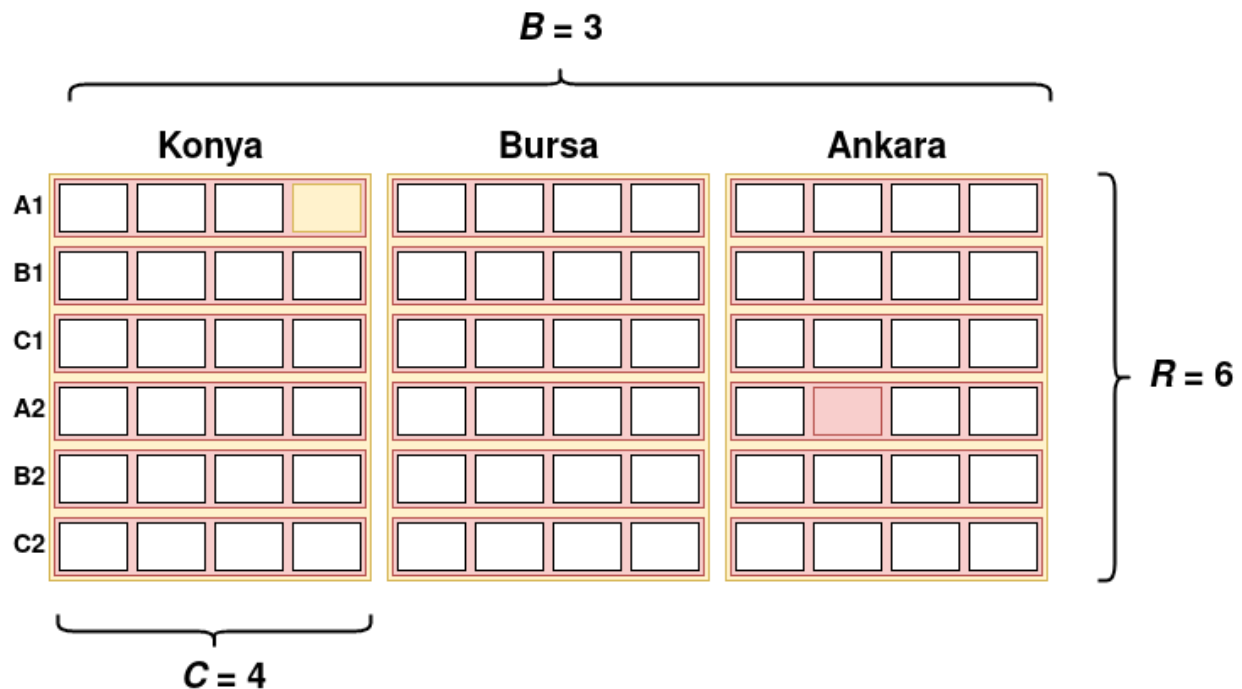 B = 3
Konya Bursa Ankara
A1
B1
C1
A2
R = 6
B2
C2
C = 4